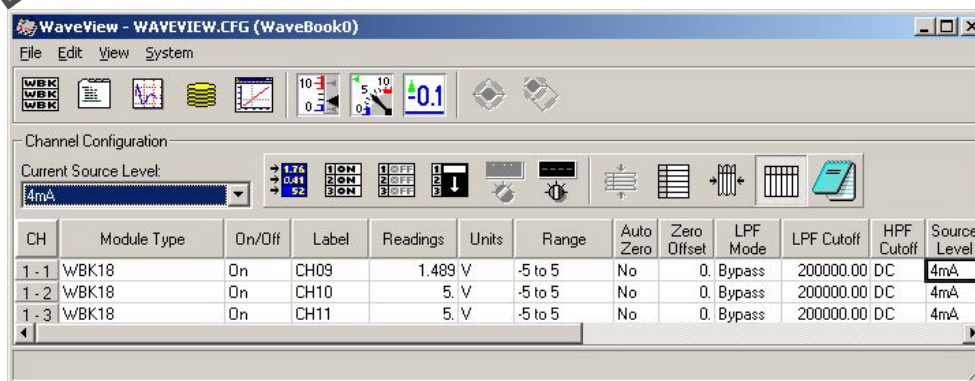 WaveView - WAVEVIEW.CFG (WaveBook0)
File Edit View System
WBK
WBK
WBK
10
0
5
10
0
-0.1
Channel Configuration
Current Source Level:
4mA
1.76
0.41
52
1 ON
2 ON
3 ON
1 OFF
2 OFF
3 OFF
1
2
3
CH Module Type On/Off Label Readings Units Range Auto Zero Zero Offset LPF Mode LPF Cutoff HPF Cutoff Source Level
1 - 1 WBK18 On CH09 1.489 V -5 to 5 No 0. Bypass 200000.00 DC 4mA
1 - 2 WBK18 On CH10 5. V -5 to 5 No 0. Bypass 200000.00 DC 4mA
1 - 3 WBK18 On CH11 5. V -5 to 5 No 0. Bypass 200000.00 DC 4mA